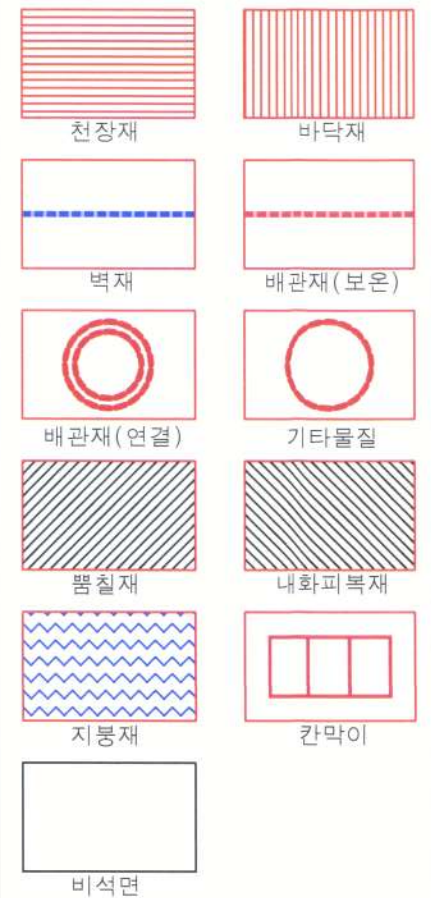 천장재 바닥재
벽재 배관재(보온)
배관재(연결) 기타물질
뿜칠재 내화피복재
지붕재 칸막이
비석면